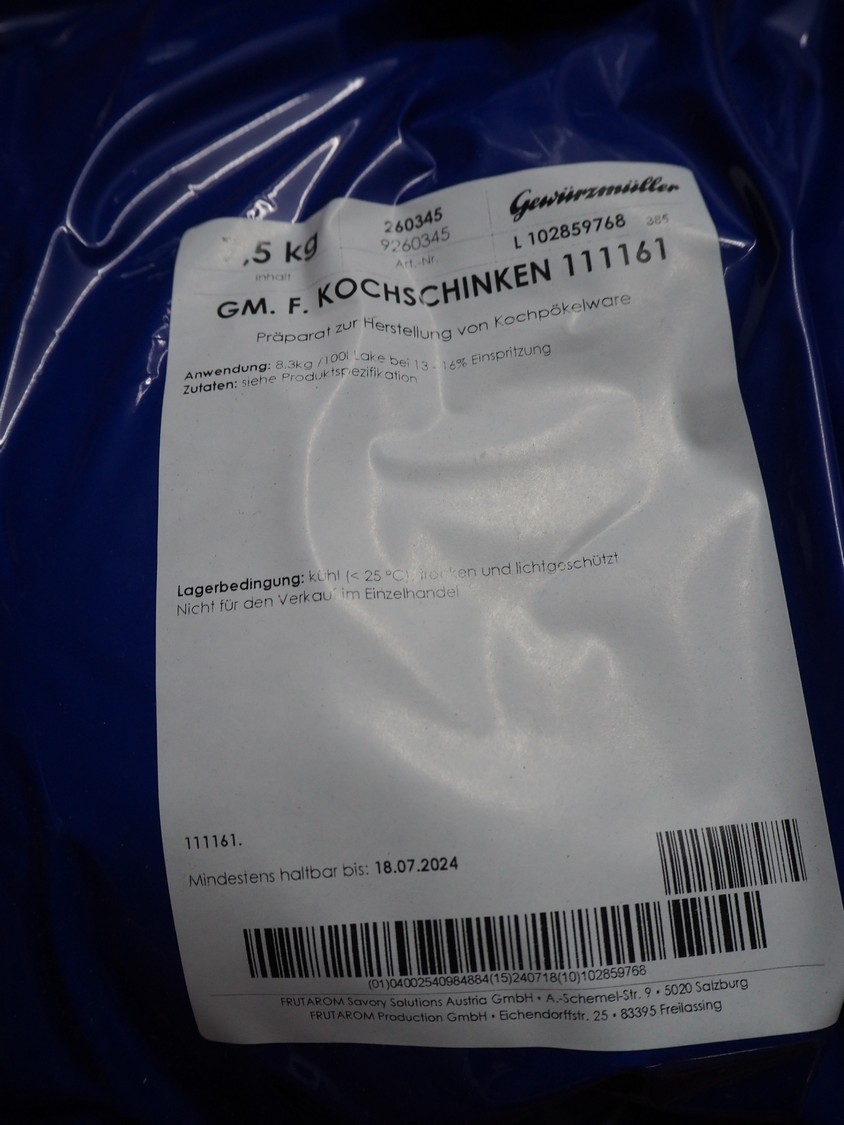 ,5 kg
Inhalt
260345
9260345
Art.-Nr.
Gewürzmüller
L 102859768 385
GM. F. KOCHSCHINKEN 111161
Präparat zur Herstellung von Kochpökelware
Anwendung: 8.3kg /100l Lake bei 13 - 16% Einspritzung
Zutaten: siehe Produktspezifikation
Lagerbedingung: kühl (< 25 °C), trocken und lichtgeschützt
Nicht für den Verkauf im Einzelhandel
111161.
Mindestens haltbar bis: 18.07.2024
(01)04002540984884(15)240718(10)102859768
FRUTAROM Savory Solutions Austria GmbH • A.-Schemel-Str. 9 • 5020 Salzburg
FRUTAROM Production GmbH • Eichendorffstr. 25 • 83395 Freilassing